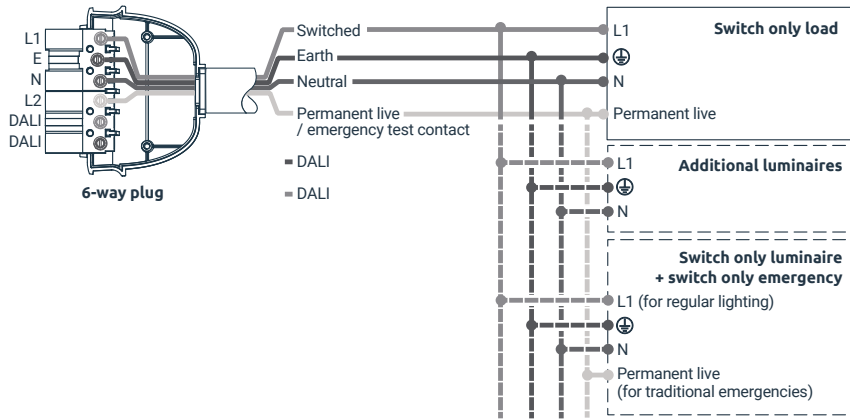 L1
E
N
L2
DALI
DALI
6-way plug
Switched
Earth
Neutral
Permanent live
/ emergency test contact
DALI
DALI
Switch only load
L1
N
Permanent live
Additional luminaires
L1
N
Switch only luminaire
+ switch only emergency
L1 (for regular lighting)
N
Permanent live
(for traditional emergencies)